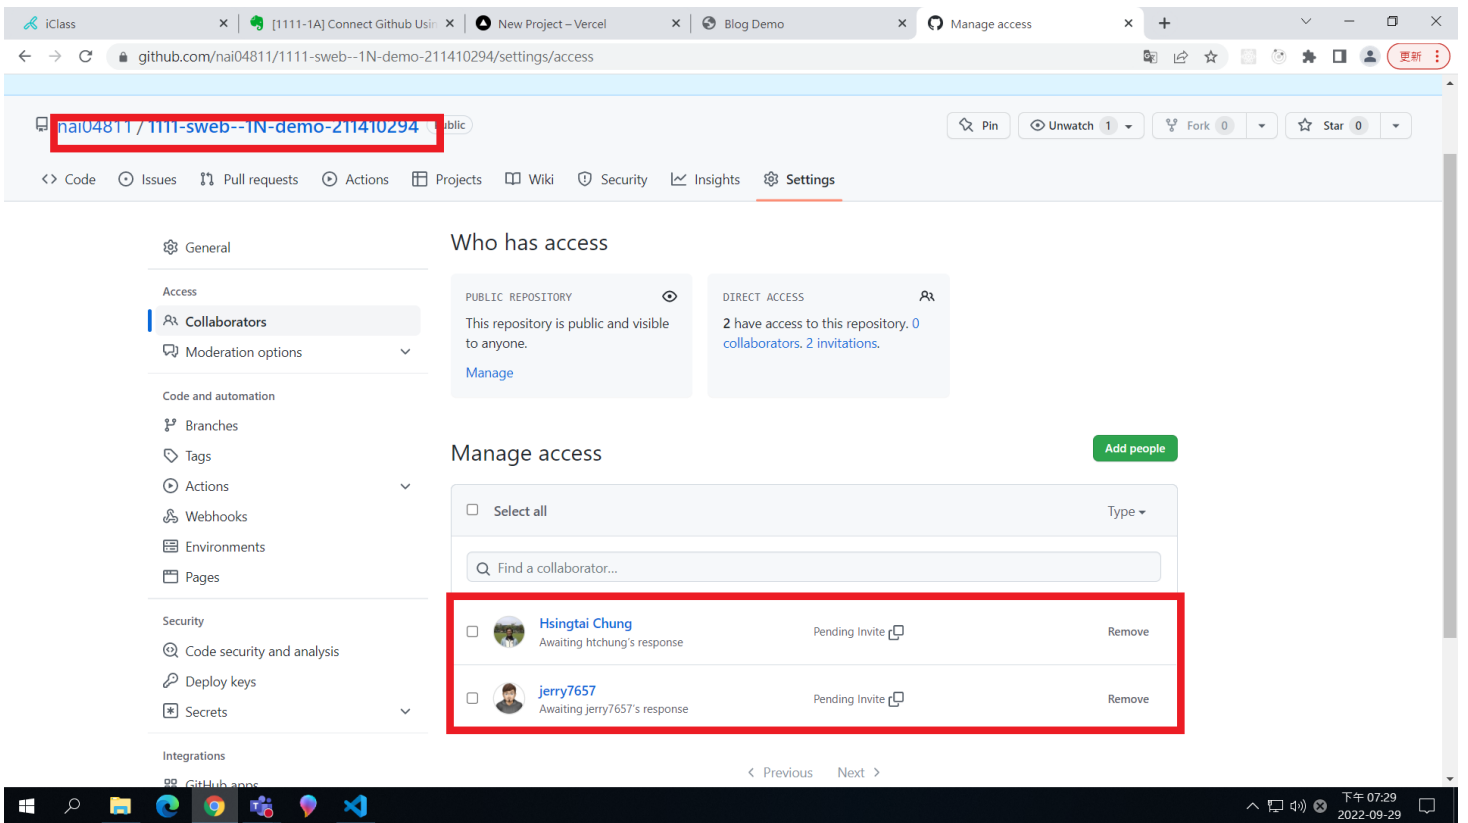 iClass
[1111-1A] Connect Github Usin
New Project – Vercel
Blog Demo
Manage access
github.com/nai04811/1111-sweb--1N-demo-211410294/settings/access
更新
nai04811 / 1111-sweb--1N-demo-211410294 Public
Pin
Unwatch 1
Fork 0
Star 0
Code
Issues
Pull requests
Actions
Projects
Wiki
Security
Insights
Settings
General
Access
Collaborators
Moderation options
Code and automation
Branches
Tags
Actions
Webhooks
Environments
Pages
Security
Code security and analysis
Deploy keys
Secrets
Integrations
GitHub apps
Who has access
PUBLIC REPOSITORY
This repository is public and visible
to anyone.
Manage
DIRECT ACCESS
2 have access to this repository. 0
collaborators. 2 invitations.
Manage access
Add people
Select all
Type
Find a collaborator...
Hsingtai Chung
Awaiting htchung's response
Pending Invite
Remove
jerry7657
Awaiting jerry7657's response
Pending Invite
Remove
Previous
Next
下午 07:29
2022-09-29